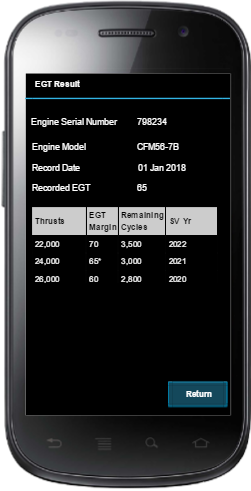 EGT Result
Engine Serial Number 798234
Engine Model CFM56-7B
Record Date 01 Jan 2018
Recorded EGT 65
Thrusts EGT Margin Remaining Cycles SV Yr
22,000 70 3,500 2022
24,000 65* 3,000 2021
26,000 60 2,800 2020
Return